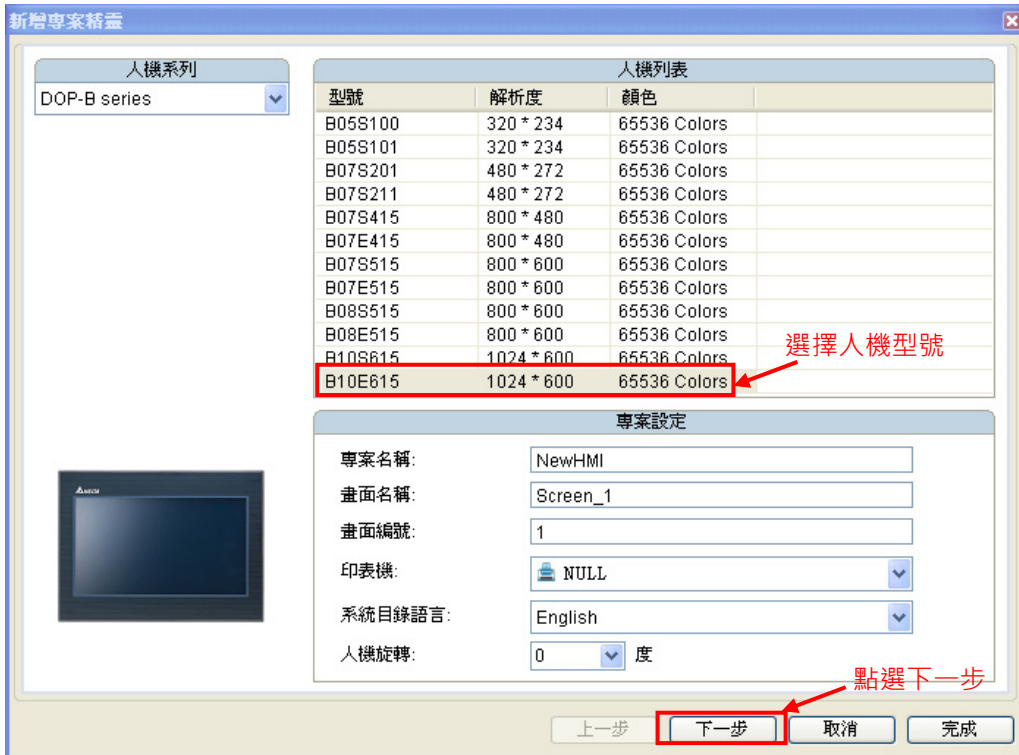 新增專案精靈
人機系列
DOP-B series
人機列表
型號 解析度 顏色
B05S100 320 * 234 65536 Colors
B05S101 320 * 234 65536 Colors
B07S201 480 * 272 65536 Colors
B07S211 480 * 272 65536 Colors
B07S415 800 * 480 65536 Colors
B07E415 800 * 480 65536 Colors
B07S515 800 * 600 65536 Colors
B07E515 800 * 600 65536 Colors
B08S515 800 * 600 65536 Colors
B08E515 800 * 600 65536 Colors
B10S615 1024 * 600 65536 Colors
B10E615 1024 * 600 65536 Colors
選擇人機型號
專案設定
專案名稱: NewHMI
畫面名稱: Screen_1
畫面編號: 1
印表機: NULL
系統目錄語言: English
人機旋轉: 0 度
點選下一步
上一步 下一步 取消 完成